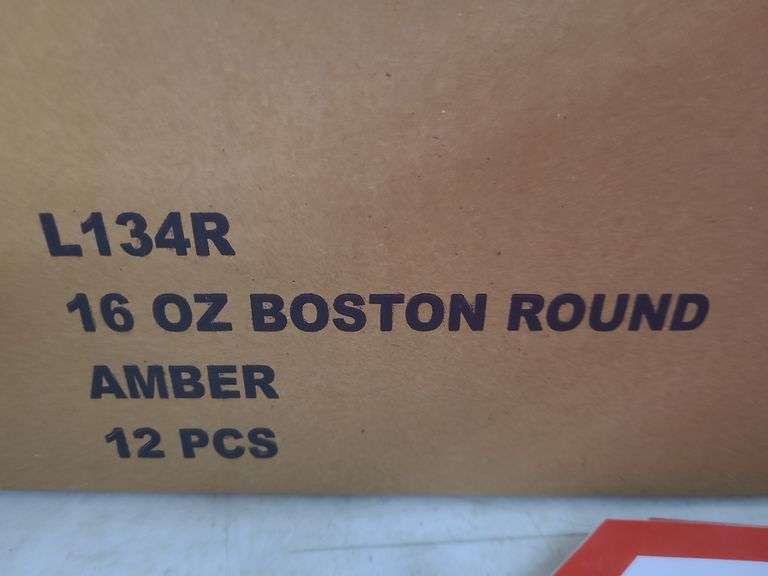 L134R
16 OZ BOSTON ROUND
AMBER
12 PCS